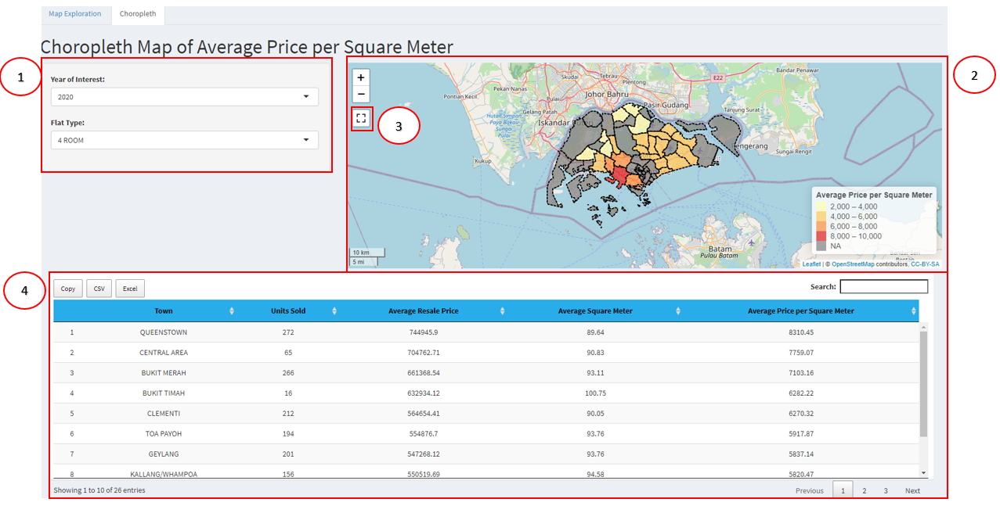 Map Exploration
Choropleth
Choropleth Map of Average Price per Square Meter
1
Year of Interest:
2020
Flat Type:
4 ROOM
2
3
+
−
Skudai
Tebrau
Plentong
E22
Bandar Penawar
Pekan Nanas
Pontian Kecil
Pulai
Johor Bahru
Pasir Gudang
Gelang Patah
Tanjung Surat
Hutan Simpan
Paya Bakau
Sungai
Pulai
Iskandar
Pengerang
Sungai Rengit
Kukup
Average Price per Square Meter
2,000 – 4,000
4,000 – 6,000
6,000 – 8,000
8,000 – 10,000
NA
10 km
5 mi
Batam
Pulau Batam
Leaflet | © OpenStreetMap contributors, CC-BY-SA
4
Copy CSV Excel
Search:
Town Units Sold Average Resale Price Average Square Meter Average Price per Square Meter
1 QUEENSTOWN 272 744945.9 89.64 8310.45
2 CENTRAL AREA 65 704762.71 90.83 7759.07
3 BUKIT MERAH 266 661368.54 93.11 7103.16
4 BUKIT TIMAH 16 632934.12 100.75 6282.22
5 CLEMENTI 212 564654.41 90.05 6270.32
6 TOA PAYOH 194 554876.7 93.76 5917.87
7 GEYLANG 201 547268.12 93.76 5837.14
8 KALLANG/WHAMPOA 156 550519.69 94.58 5820.47
Showing 1 to 10 of 26 entries
Previous 1 2 3 Next